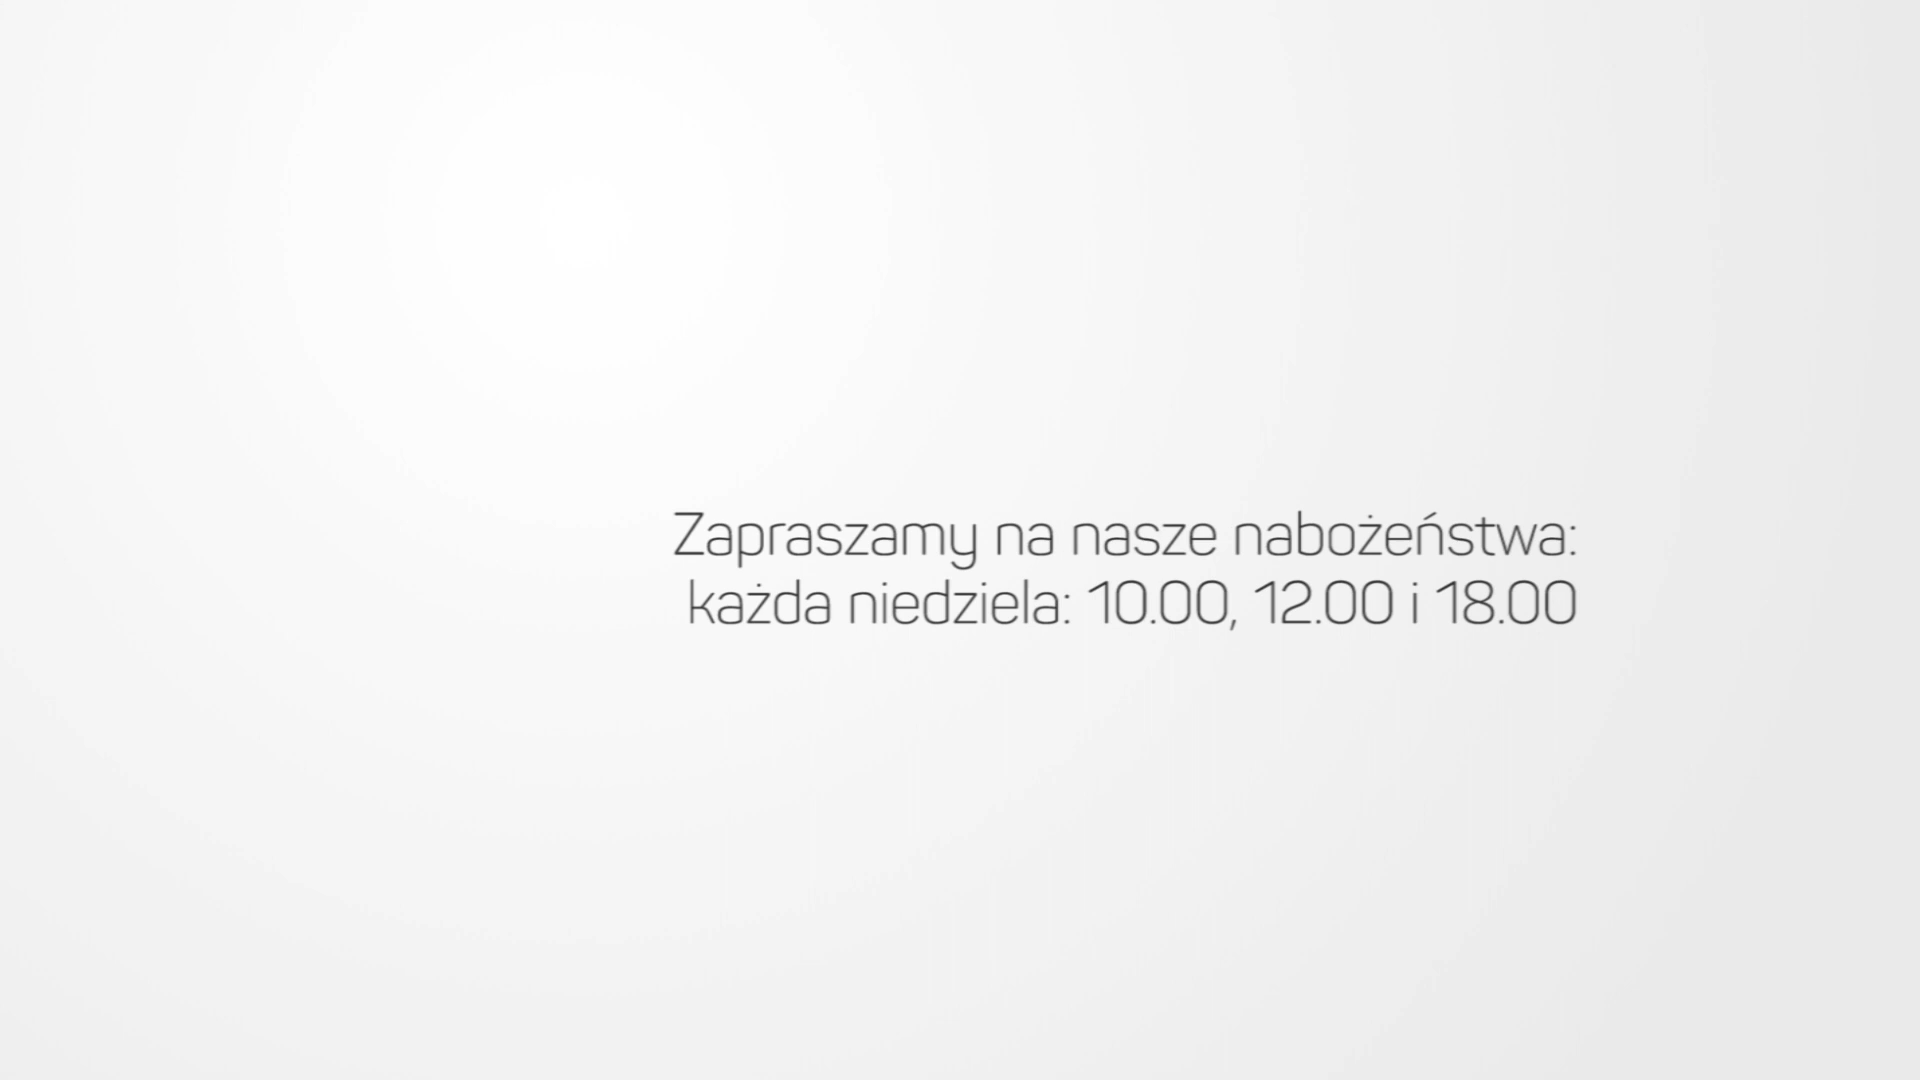 Zapraszamy na nasze nabożeństwa:
każda niedziela: 10.00, 12.00 i 18.00